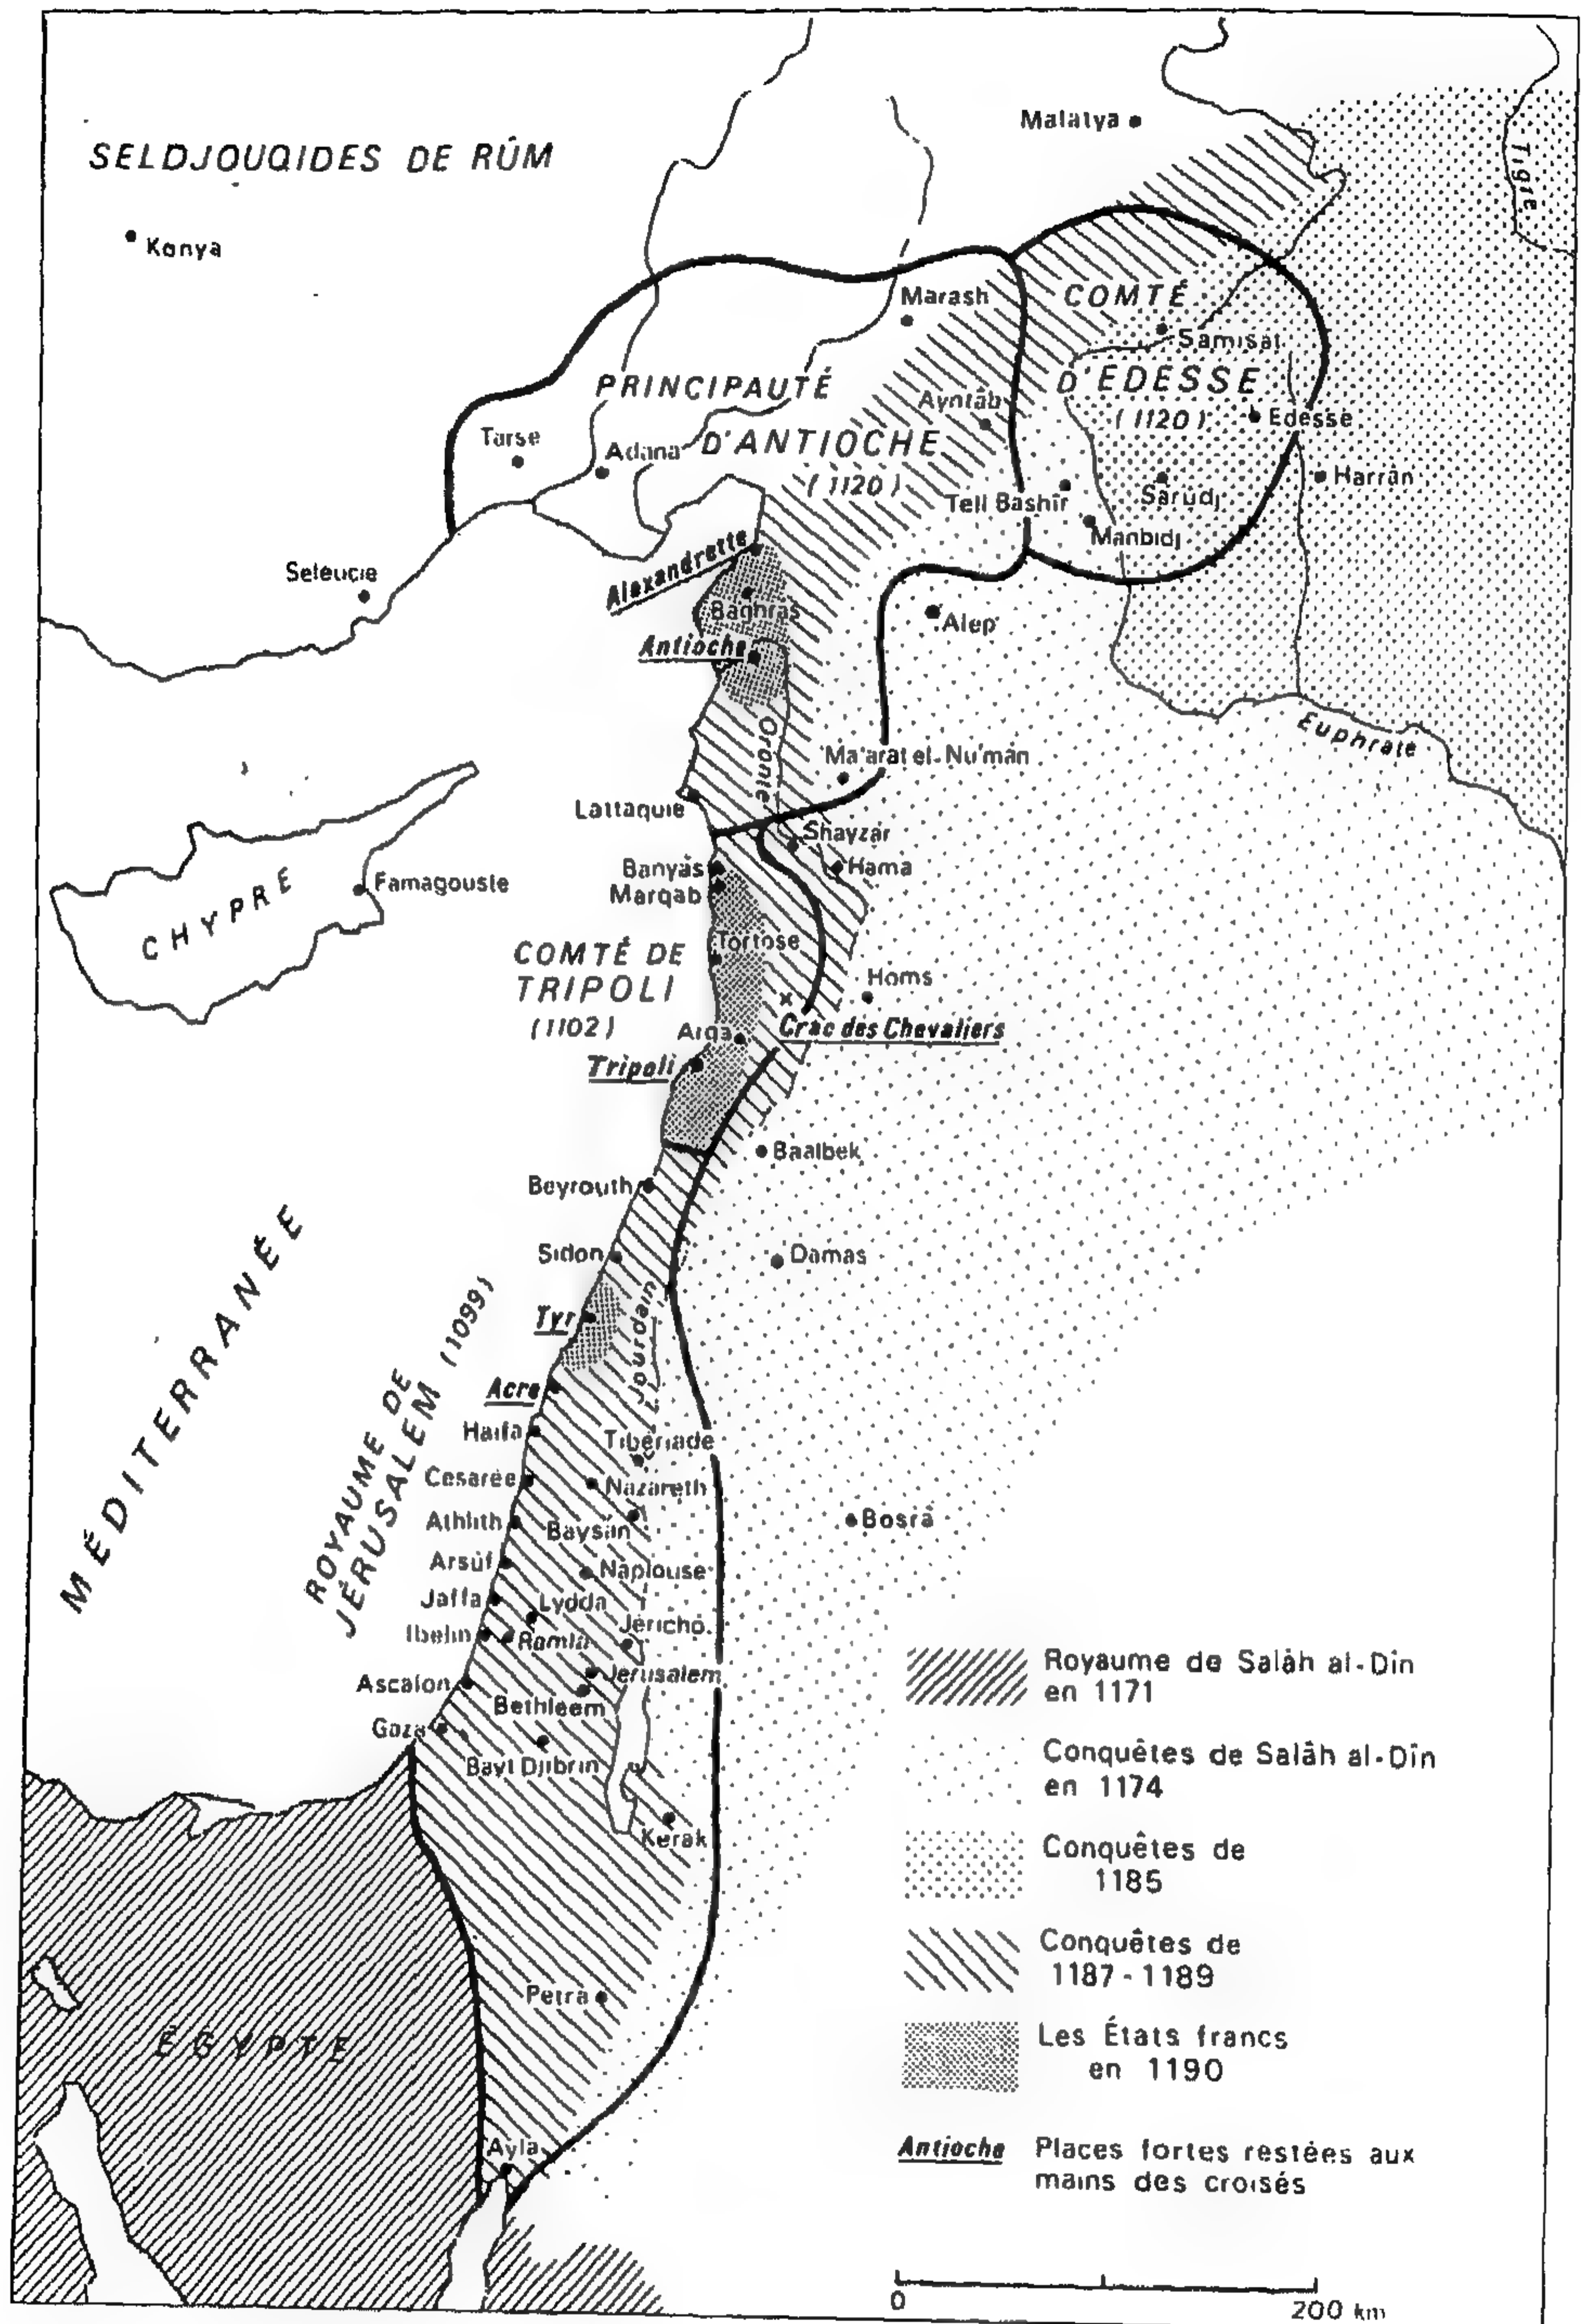 SELDJOUQIDES DE RÛM
Malatya
Tigre
Konya
Marash
COMTÉ
Samisat
PRINCIPAUTÉ
D'EDESSE
Ayntâb
(1120)
Edesse
Tarse
Adana
D'ANTIOCHE
(1120)
Harrân
Tell Bashîr
Sarudj
Manbidj
Alexandrette
Seleucie
Baghras
Alep
Antioche
Oronte
Euphrate
Ma'arat el-Nu'mân
Lattaquie
Shayzar
Banyâs
Hama
Marqab
CHYPRE
Famagouste
Tortose
COMTÉ DE
TRIPOLI
(1102)
Homs
Arqa
Crac des Chevaliers
Tripoli
Baalbek
Beyrouth
Sidon
Damas
Tyr
Jourdain
MÉDITERRANÉE
ROYAUME DE
JÉRUSALEM (1099)
Acre
Haïfa
Tibériade
Cesarée
Nazareth
Athlith
Baysân
Bosrâ
Arsûf
Naplouse
Jaffa
Lydda
Ibelin
Ramla
Jéricho
Ascalon
Jerusalem
Bethleem
Gaza
Bayt Djibrin
Kerak
Petra
ÉGYPTE
Ayla
Royaume de Salâh al-Dîn
en 1171
Conquêtes de Salâh al-Dîn
en 1174
Conquêtes de
1185
Conquêtes de
1187-1189
Les États francs
en 1190
Antioche
Places fortes restées aux
mains des croisés
0
200 km